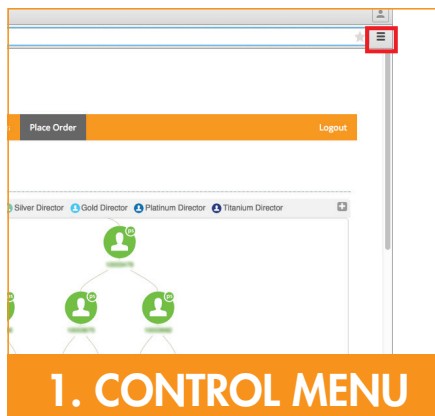 Place Order
Logout
Silver Director Gold Director Platinum Director Titanium Director
1. CONTROL MENU